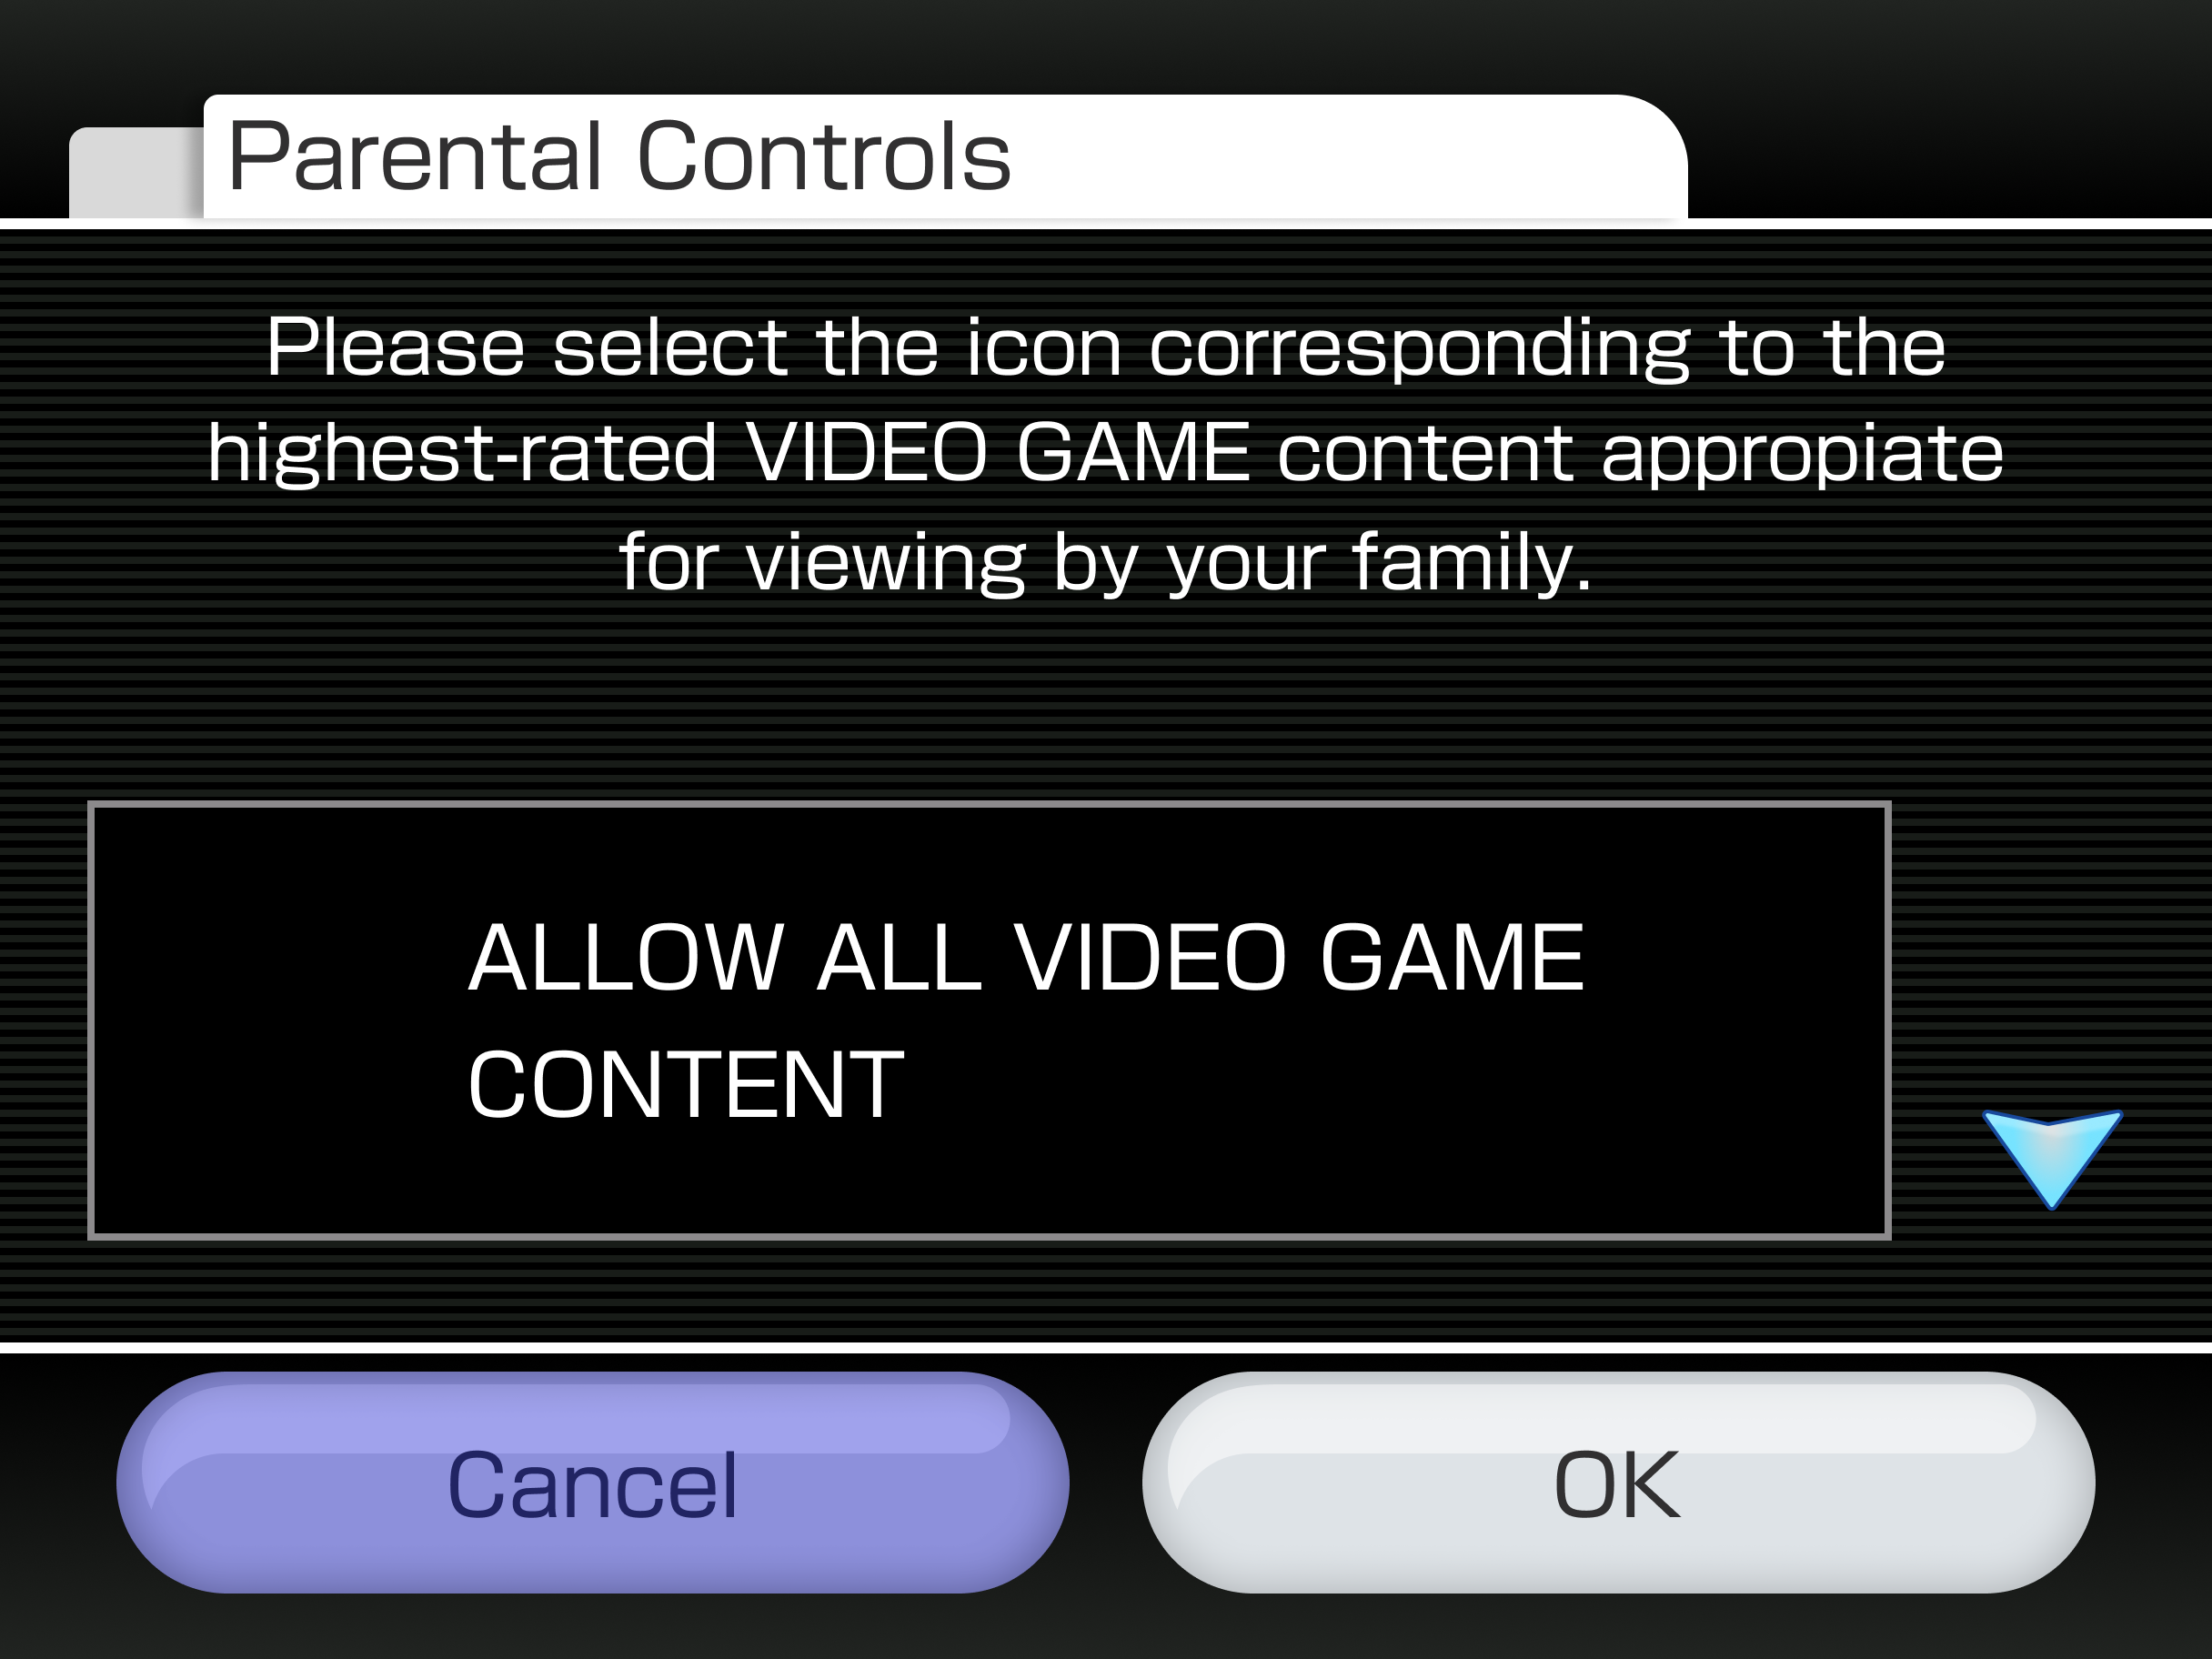 Parental Controls
Please select the icon corresponding to the
highest-rated VIDEO GAME content appropiate
for viewing by your family.
ALLOW ALL VIDEO GAME
CONTENT
Cancel
OK